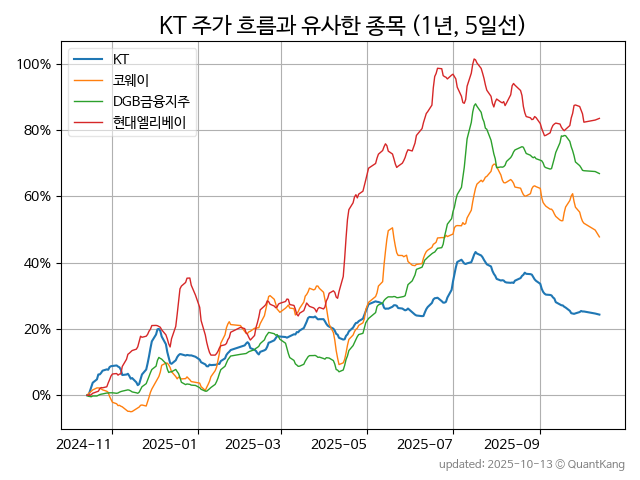 KT 주가 흐름과 유사한 종목 (1년, 5일선)
KT
코웨이
DGB금융지주
현대엘리베이
100%
80%
60%
40%
20%
0%
2024-11
2025-01
2025-03
2025-05
2025-07
2025-09
updated: 2025-10-13 © QuantKang